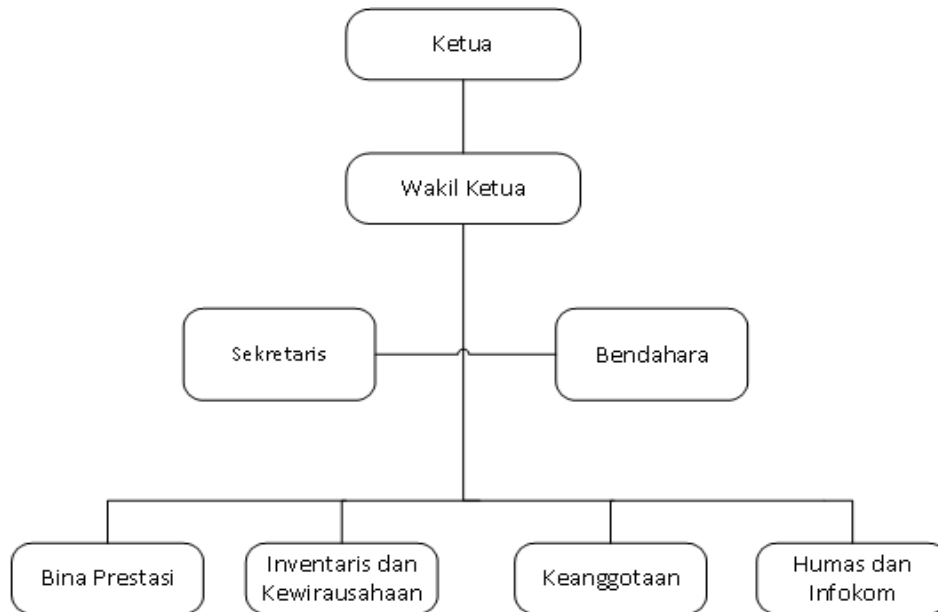 Ketua
Wakil Ketua
Sekretaris
Bendahara
Bina Prestasi
Inventaris dan
Kewirausahaan
Keanggotaan
Humas dan
Infokom